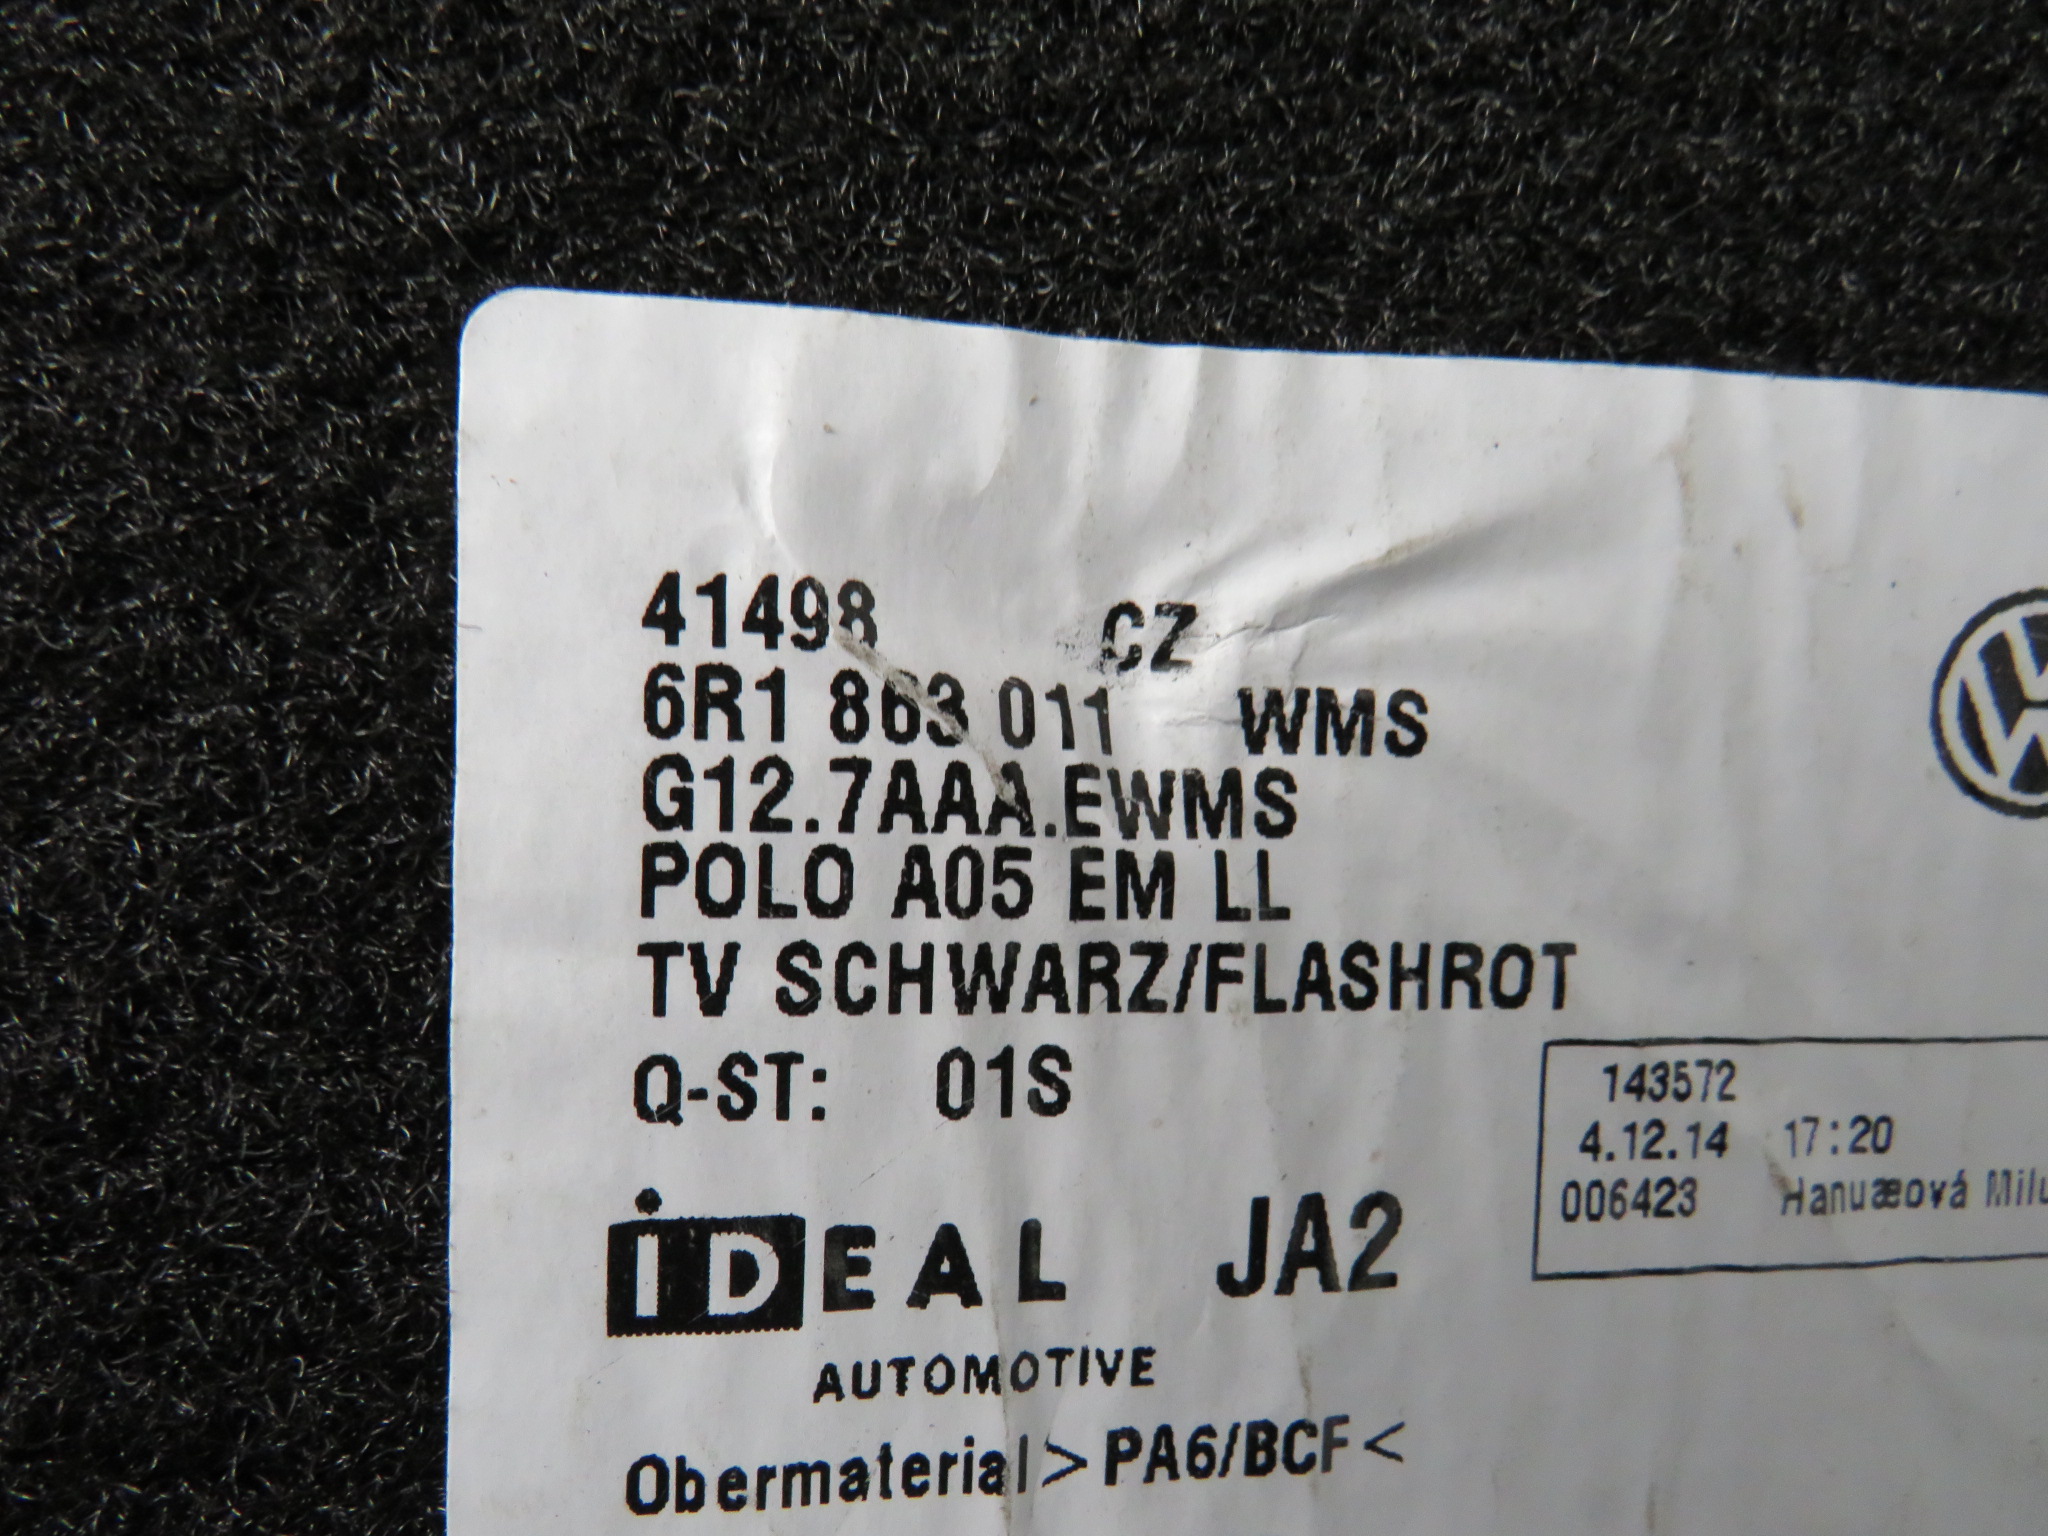 41498 CZ
6R1 863 011 WMS
G12.7AAA.EWMS
POLO A05 EM LL
TV SCHWARZ/FLASHROT
Q-ST: 01S
143572
4.12.14 17:20
006423 Hanuæová
iDEAL JA2
AUTOMOTIVE
Obermaterial >PA6/BCF<